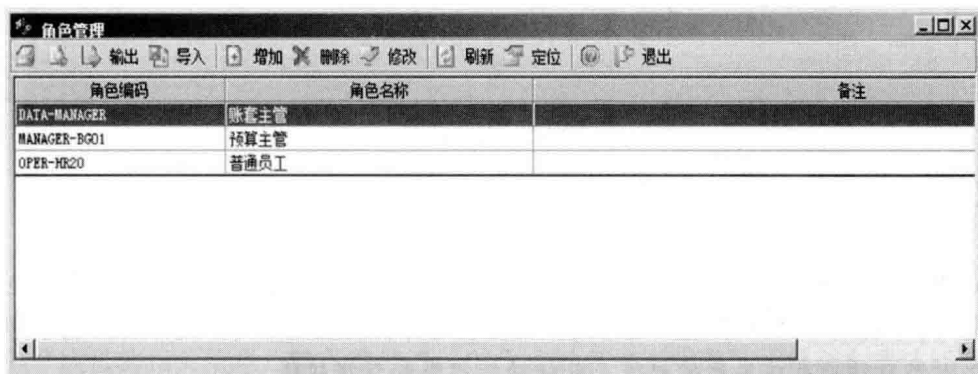 角色管理
输出 导入 增加 删除 修改 刷新 定位 退出
角色编码 角色名称 备注
DATA-MANAGER 账套主管
MANAGER-BG01 预算主管
OPER-HR20 普通员工